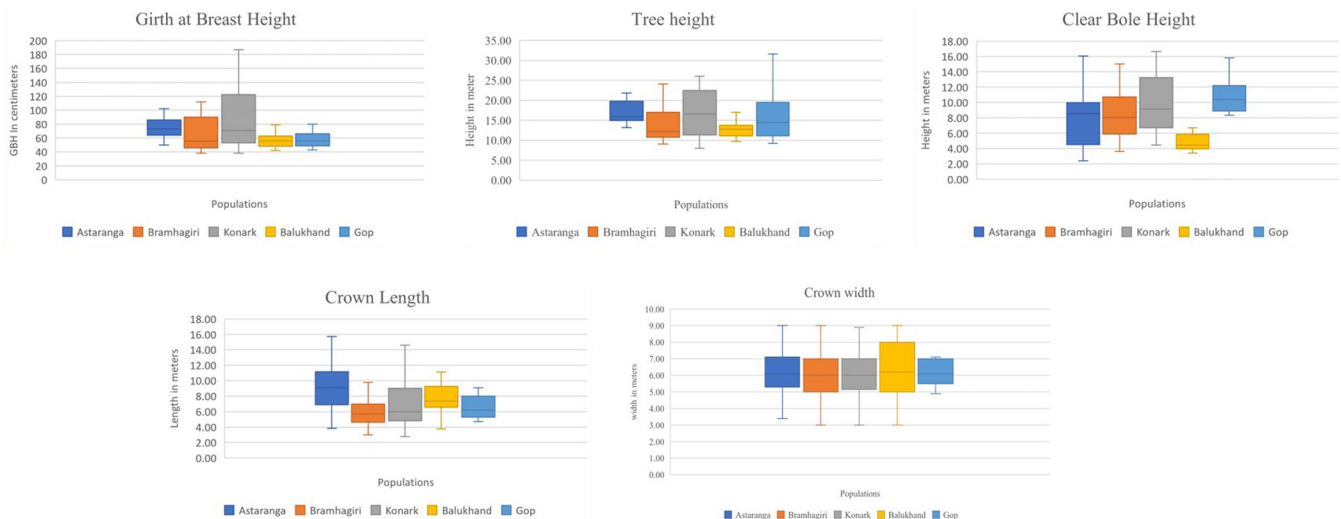 Girth at Breast Height
GBH In centimeters
200
180
160
140
120
100
80
60
40
20
0
Populations
Astaranga Bramhagiri Konark Balukhand Gop
Tree height
Height in meter
35.00
30.00
25.00
20.00
15.00
10.00
5.00
0.00
Populations
Astaranga Bramhagiri Konark Balukhand Gop
Clear Bole Height
Height in meters
18.00
16.00
14.00
12.00
10.00
8.00
6.00
4.00
2.00
0.00
Populations
Astaranga Bramhagiri Konark Balukhand Gop
Crown Length
Length in meters
18.00
16.00
14.00
12.00
10.00
8.00
6.00
4.00
2.00
0.00
Populations
Astaranga Bramhagiri Konark Balukhand Gop
Crown width
width in meters
10.00
9.00
8.00
7.00
6.00
5.00
4.00
3.00
2.00
1.00
0.00
Populations
Astaranga Bramhagiri Konark Balukhand Gop